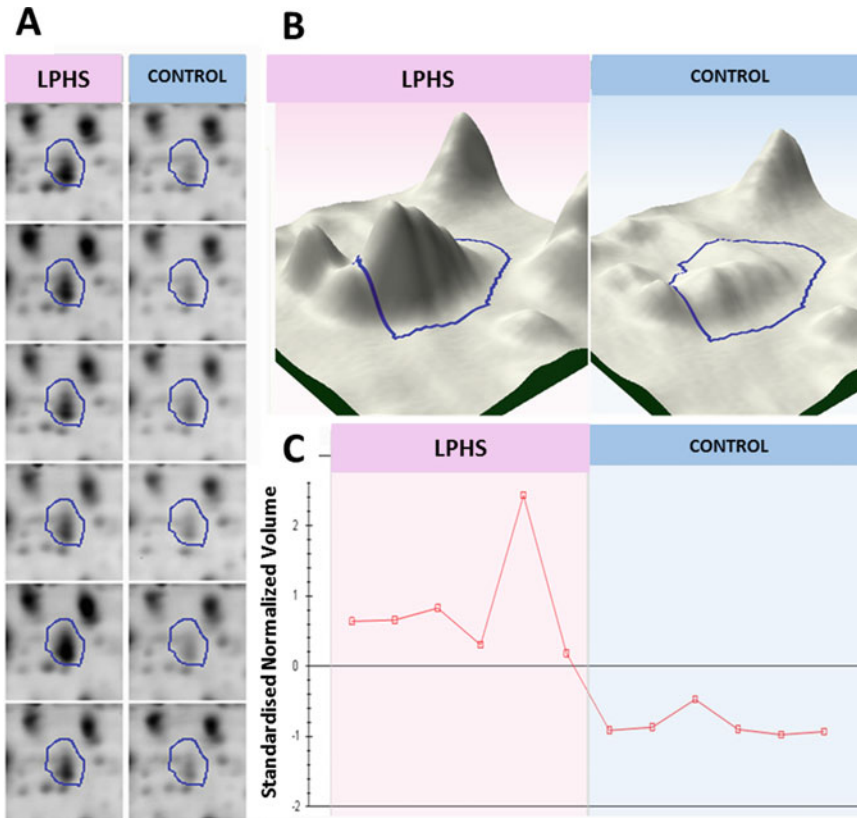 A
LPHS
CONTROL
B
LPHS
CONTROL
C
LPHS
CONTROL
Standardised Normalized Volume
2
1
0
-1
-2